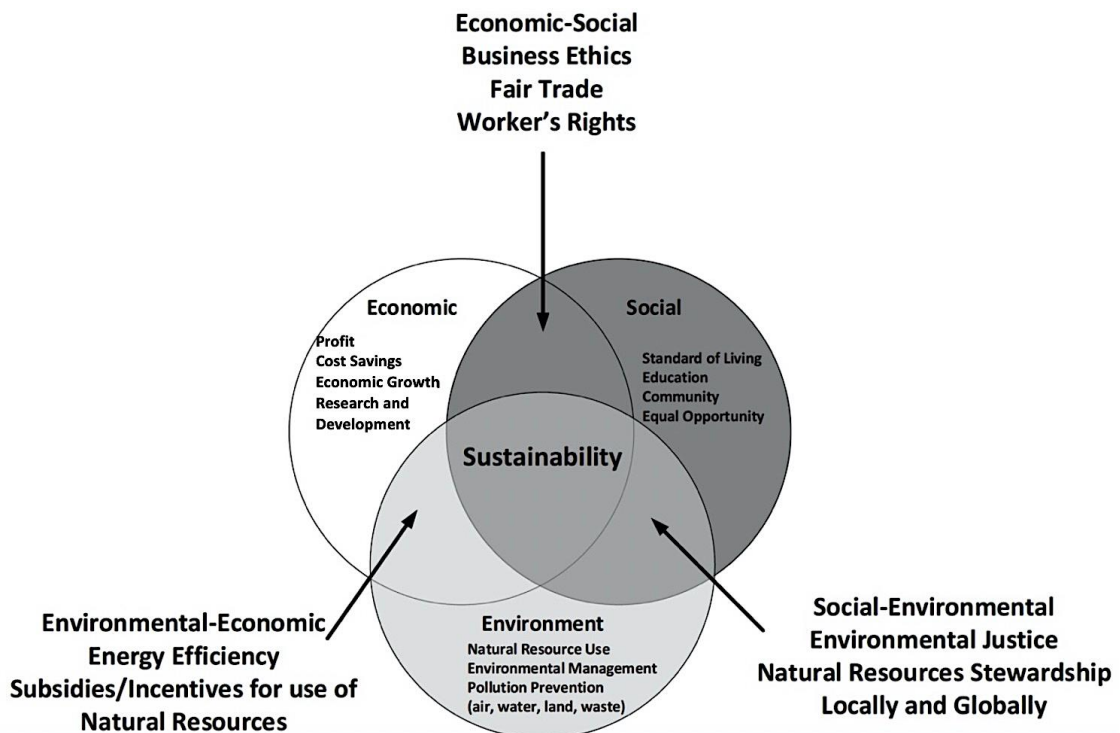 Economic-Social
Business Ethics
Fair Trade
Worker's Rights
Economic
Profit
Cost Savings
Economic Growth
Research and
Development
Social
Standard of Living
Education
Community
Equal Opportunity
Sustainability
Environmental-Economic
Energy Efficiency
Subsidies/Incentives for use of
Natural Resources
Environment
Natural Resource Use
Environmental Management
Pollution Prevention
(air, water, land, waste)
Social-Environmental
Environmental Justice
Natural Resources Stewardship
Locally and Globally